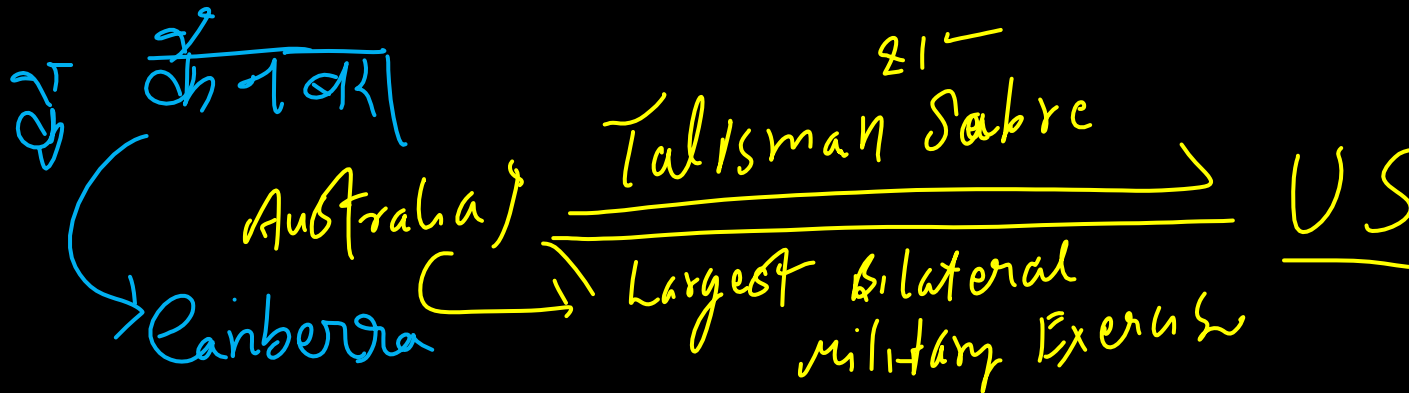 कैनबरा
के
21
Talisman Sabre
Australia
US
Largest Bilateral
Military Exercise
Canberra